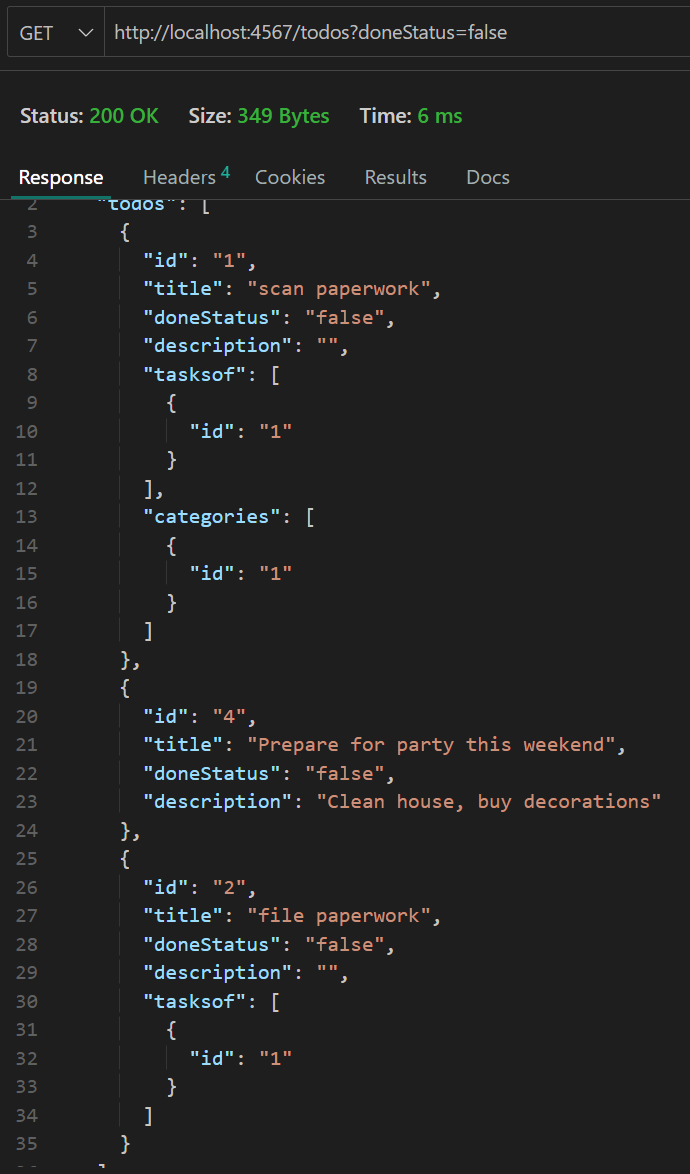 GET http://localhost:4567/todos?doneStatus=false
Status: 200 OK Size: 349 Bytes Time: 6 ms
Response Headers 4 Cookies Results Docs
2 "todos": [
3 {
4 "id": "1",
5 "title": "scan paperwork",
6 "doneStatus": "false",
7 "description": "",
8 "tasksof": [
9 {
10 "id": "1"
11 }
12 ],
13 "categories": [
14 {
15 "id": "1"
16 }
17 ]
18 },
19 {
20 "id": "4",
21 "title": "Prepare for party this weekend",
22 "doneStatus": "false",
23 "description": "Clean house, buy decorations"
24 },
25 {
26 "id": "2",
27 "title": "file paperwork",
28 "doneStatus": "false",
29 "description": "",
30 "tasksof": [
31 {
32 "id": "1"
33 }
34 ]
35 }